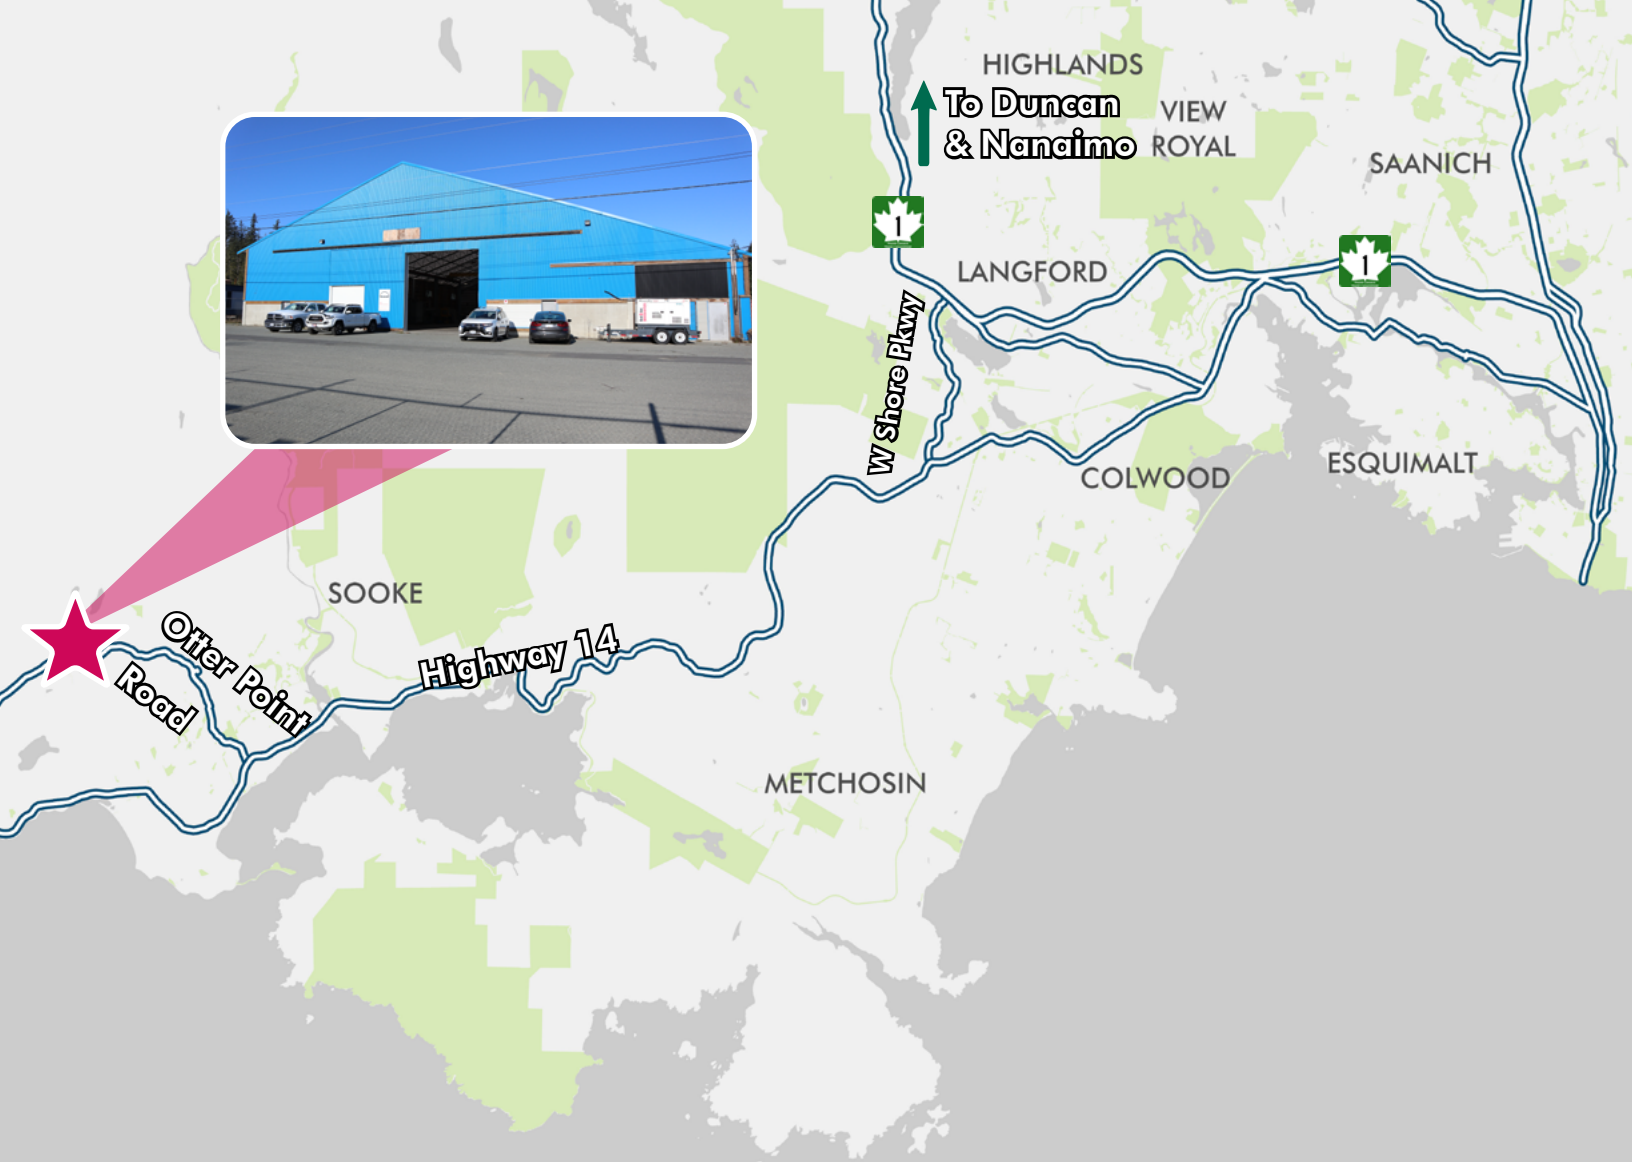 HIGHLANDS
To Duncan
& Nanaimo
VIEW
ROYAL
SAANICH
1
1
LANGFORD
W Shore Pkwy
COLWOOD
ESQUIMALT
SOOKE
Otter Point
Road
Highway 14
METCHOSIN